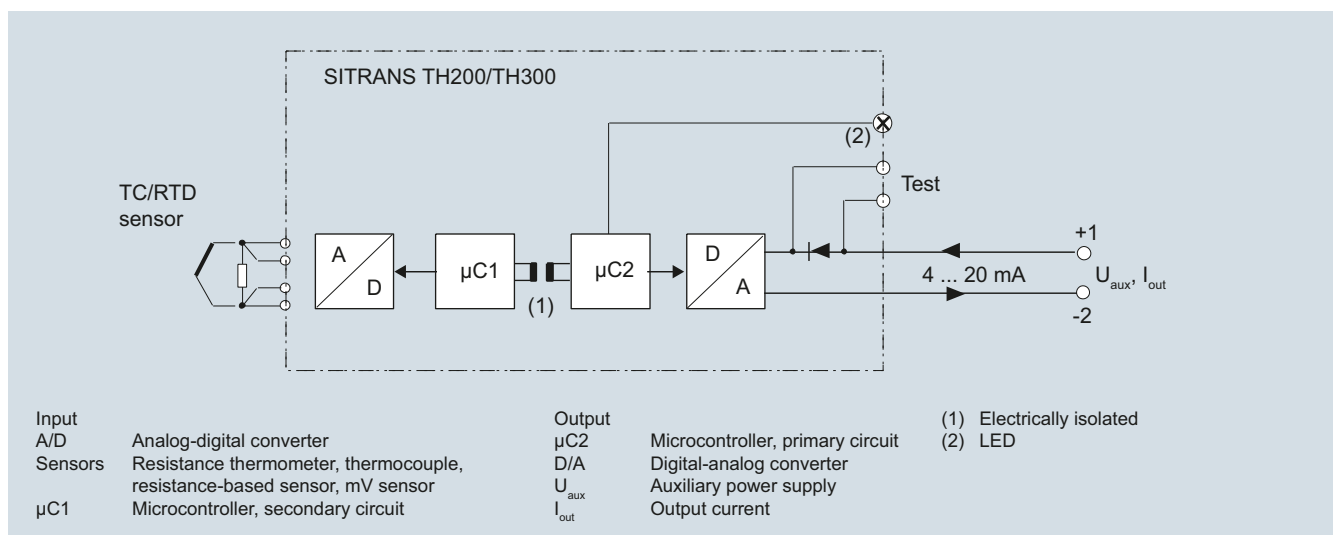 SITRANS TH200/TH300
(2)
Test
TC/RTD
sensor
A
D
µC1
(1)
µC2
D
A
4 ... 20 mA
+1
U_aux, I_out
-2
Input
A/D Analog-digital converter
Sensors Resistance thermometer, thermocouple,
resistance-based sensor, mV sensor
µC1 Microcontroller, secondary circuit
Output
µC2 Microcontroller, primary circuit
D/A Digital-analog converter
U_aux Auxiliary power supply
I_out Output current
(1) Electrically isolated
(2) LED